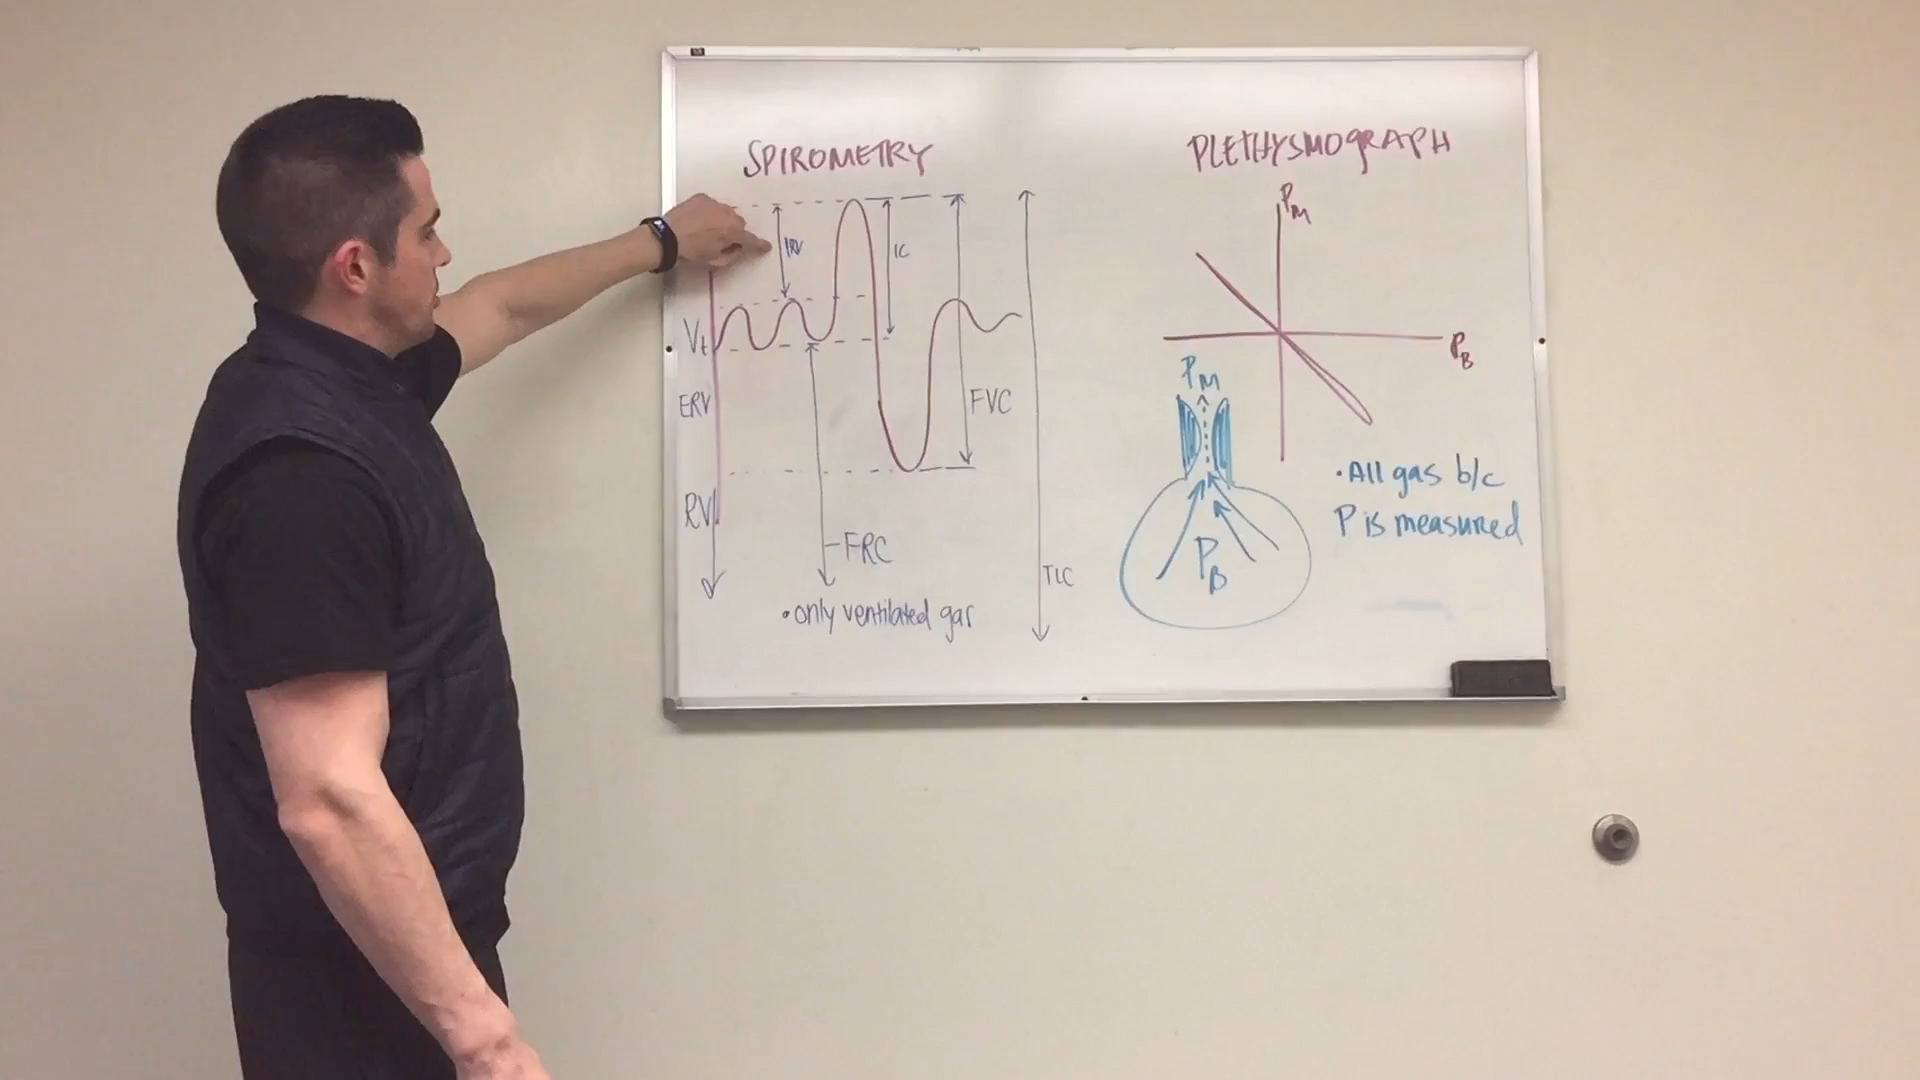 SPIROMETRY
IRV
IC
Vt
ERV
FVC
RV
FRC
TLC
•only ventilated gas
PLETHYSMOGRAPH
PM
PB
PM
PB
•All gas b/c
P is measured